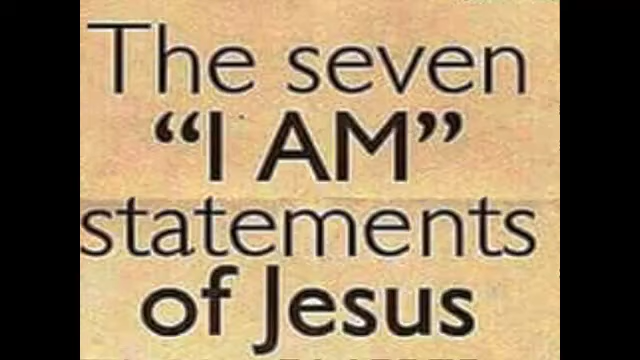 The seven
“I AM”
statements
of Jesus